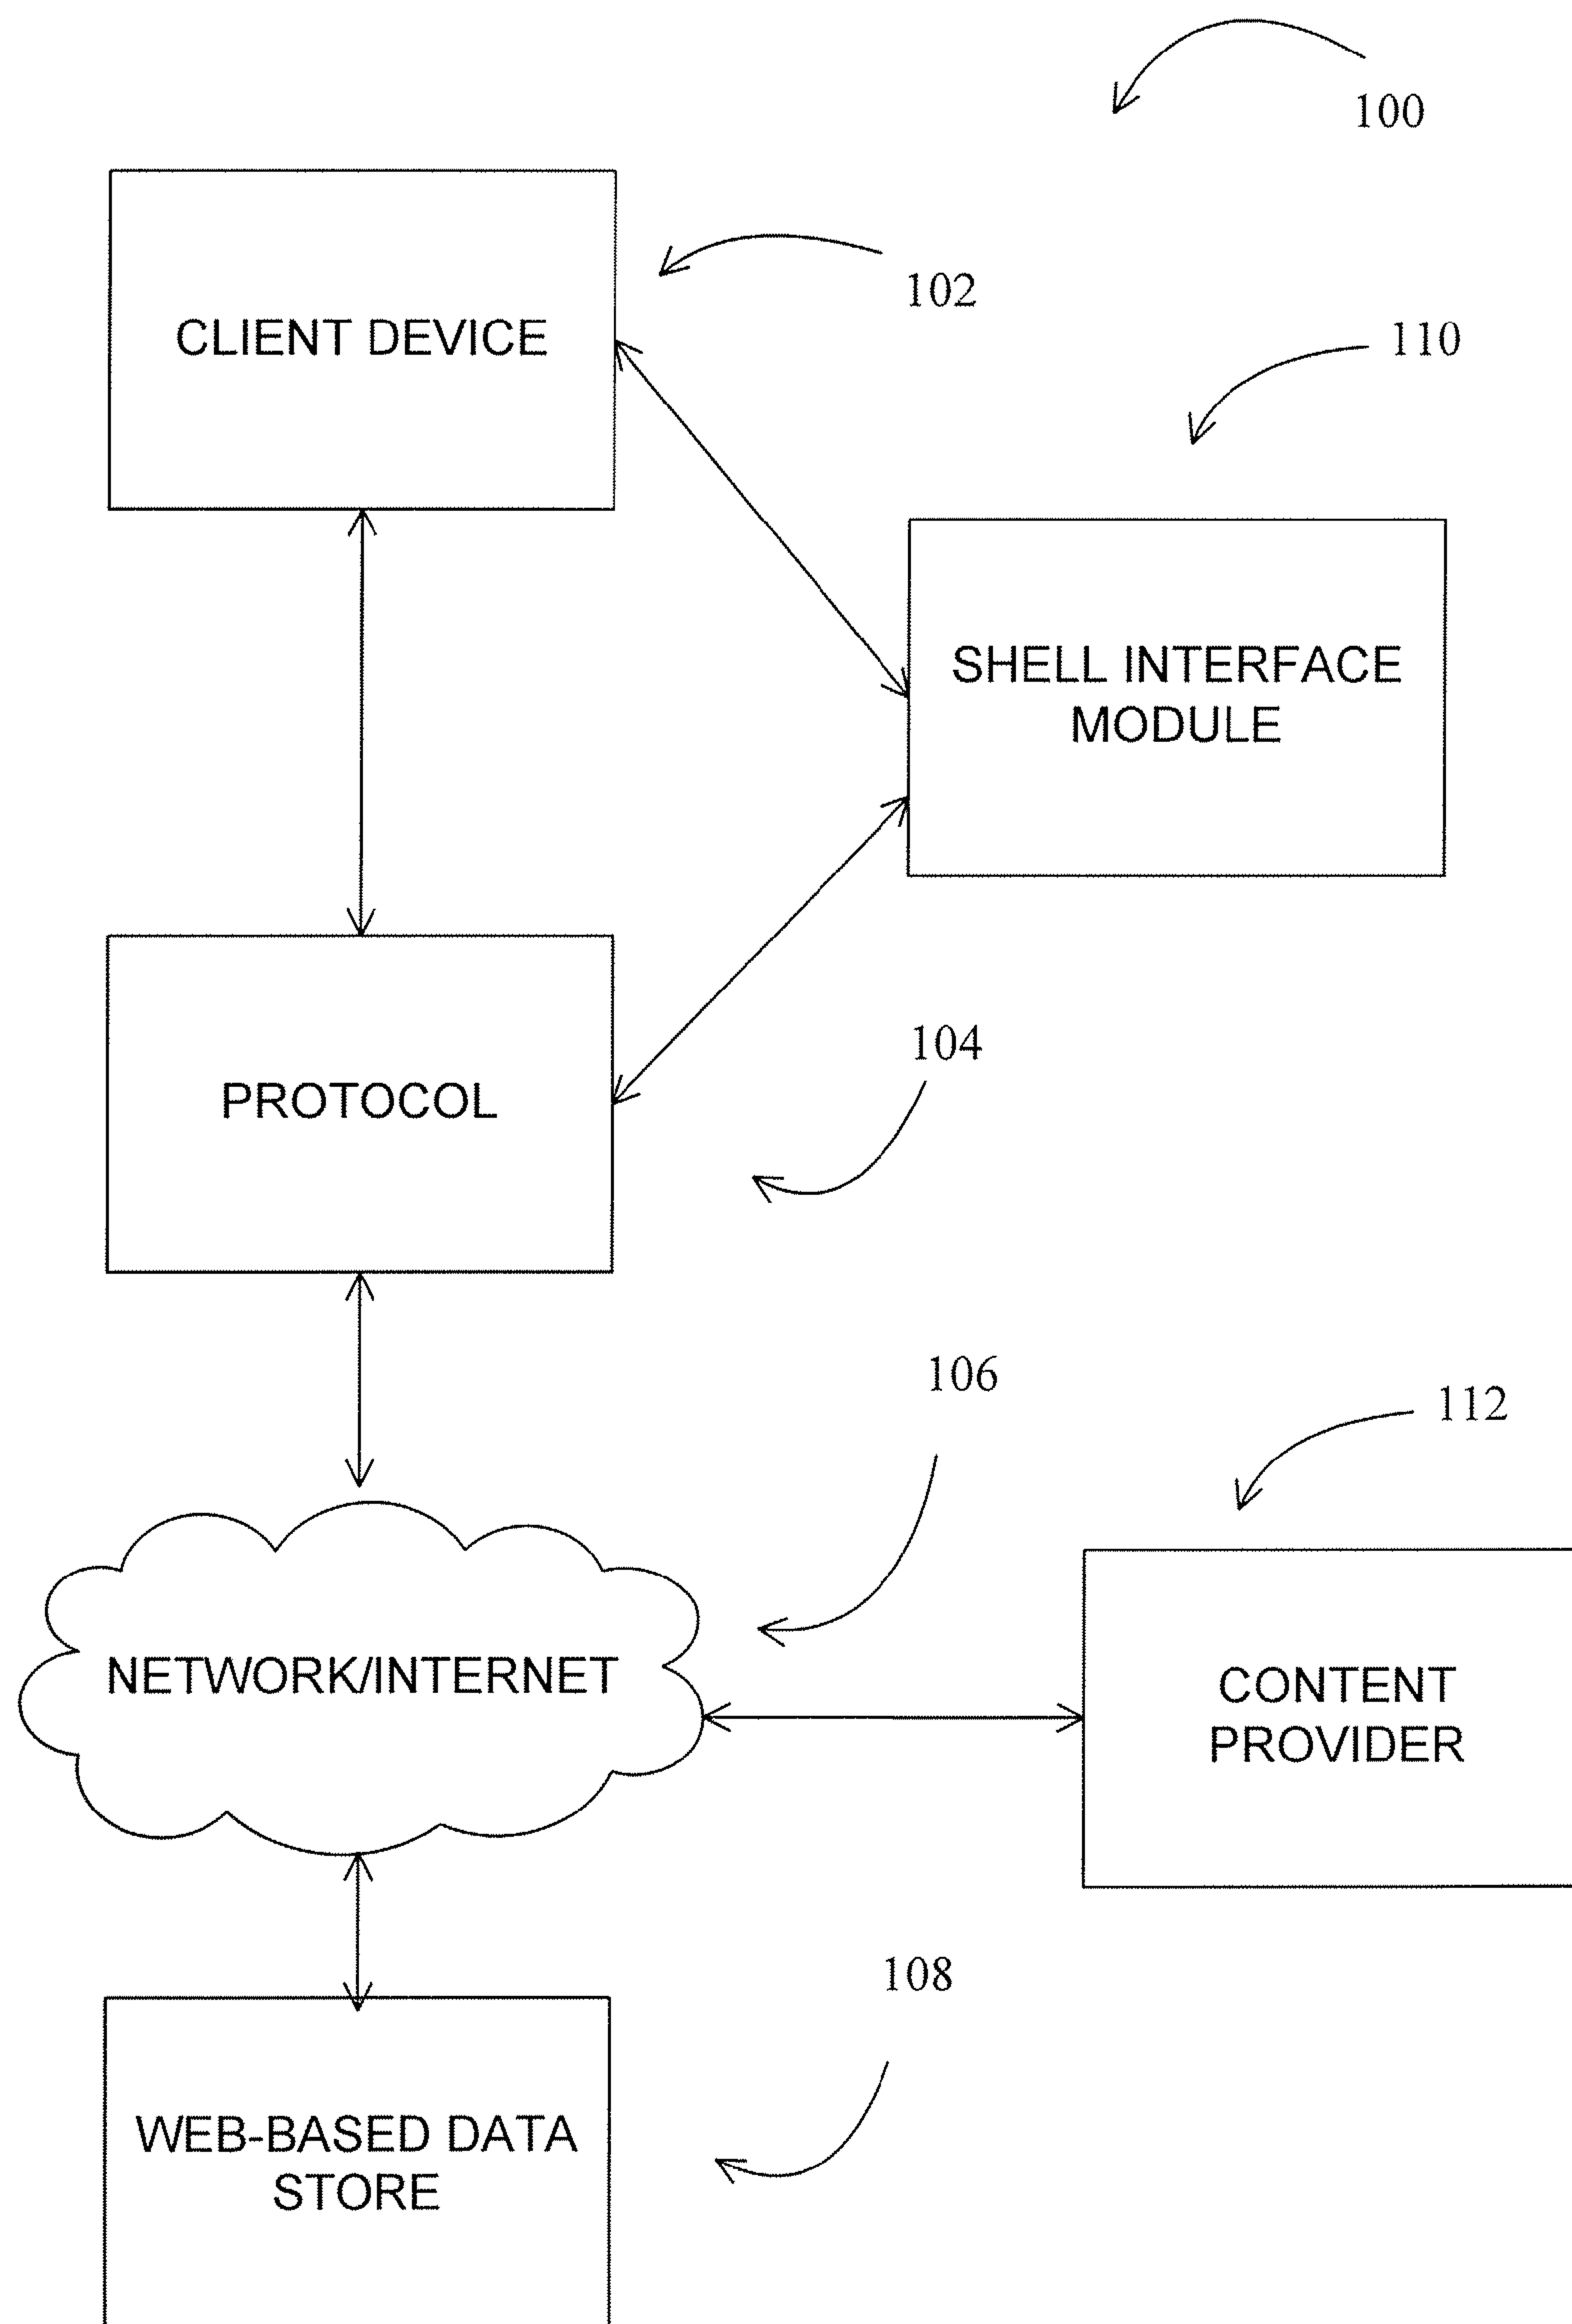 100
102
CLIENT DEVICE
110
SHELL INTERFACE
MODULE
104
PROTOCOL
106
112
NETWORK/INTERNET
CONTENT
PROVIDER
108
WEB-BASED DATA
STORE